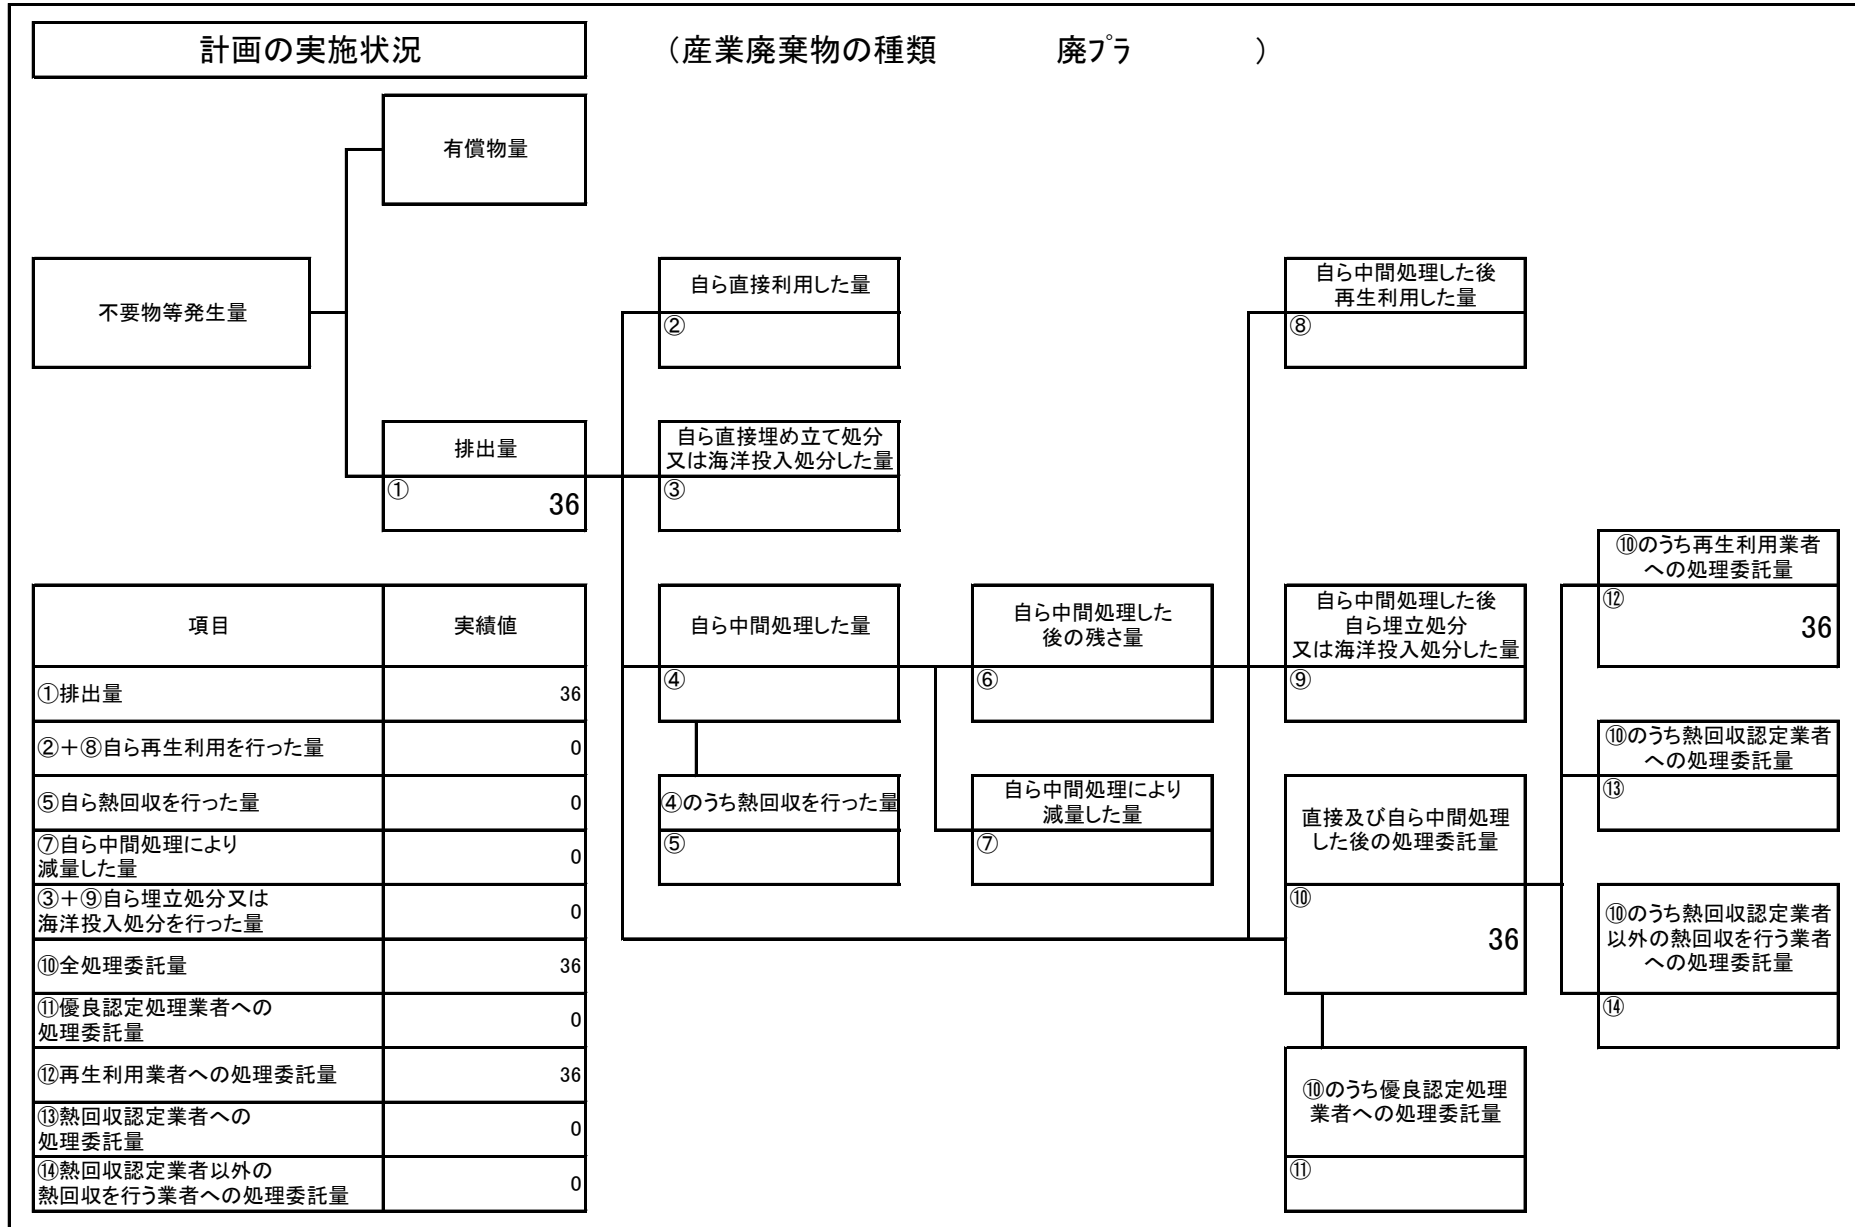 計画の実施状況
（産業廃棄物の種類　廃プラ　）
有償物量
不要物等発生量
自ら直接利用した量
②
自ら中間処理した後
再生利用した量
⑧
排出量
①
36
自ら直接埋め立て処分
又は海洋投入処分した量
③
⑩のうち再生利用業者
への処理委託量
⑫
36
自ら中間処理した量
④
自ら中間処理した
後の残さ量
⑥
自ら中間処理した後
自ら埋立処分
又は海洋投入処分した量
⑨
⑩のうち熱回収認定業者
への処理委託量
⑬
④のうち熱回収を行った量
⑤
自ら中間処理により
減量した量
⑦
直接及び自ら中間処理
した後の処理委託量
⑩
36
⑩のうち熱回収認定業者
以外の熱回収を行う業者
への処理委託量
⑭
⑩のうち優良認定処理
業者への処理委託量
⑪
項目 実績値
①排出量 36
②＋⑧自ら再生利用を行った量 0
⑤自ら熱回収を行った量 0
⑦自ら中間処理により
減量した量 0
③＋⑨自ら埋立処分又は
海洋投入処分を行った量 0
⑩全処理委託量 36
⑪優良認定処理業者への
処理委託量 0
⑫再生利用業者への処理委託量 36
⑬熱回収認定業者への
処理委託量 0
⑭熱回収認定業者以外の
熱回収を行う業者への処理委託量 0